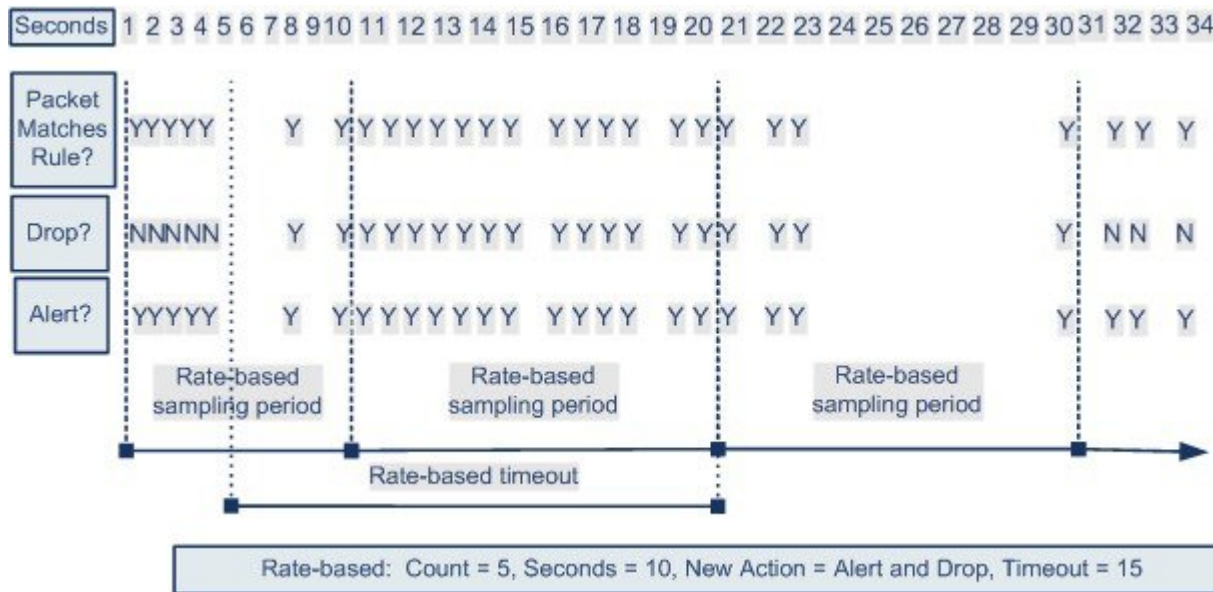 Seconds 1 2 3 4 5 6 7 8 9 10 11 12 13 14 15 16 17 18 19 20 21 22 23 24 25 26 27 28 29 30 31 32 33 34
Packet
Matches
Rule?
YYYYY Y Y Y Y Y Y Y Y Y Y Y Y Y Y Y Y Y Y Y Y Y Y
Drop?
NNNNN Y Y Y Y Y Y Y Y Y Y Y Y Y Y Y Y Y Y Y N N N
Alert?
YYYYY Y Y Y Y Y Y Y Y Y Y Y Y Y Y Y Y Y Y Y Y Y Y
Rate-based
sampling period
Rate-based
sampling period
Rate-based
sampling period
Rate-based timeout
Rate-based: Count = 5, Seconds = 10, New Action = Alert and Drop, Timeout = 15